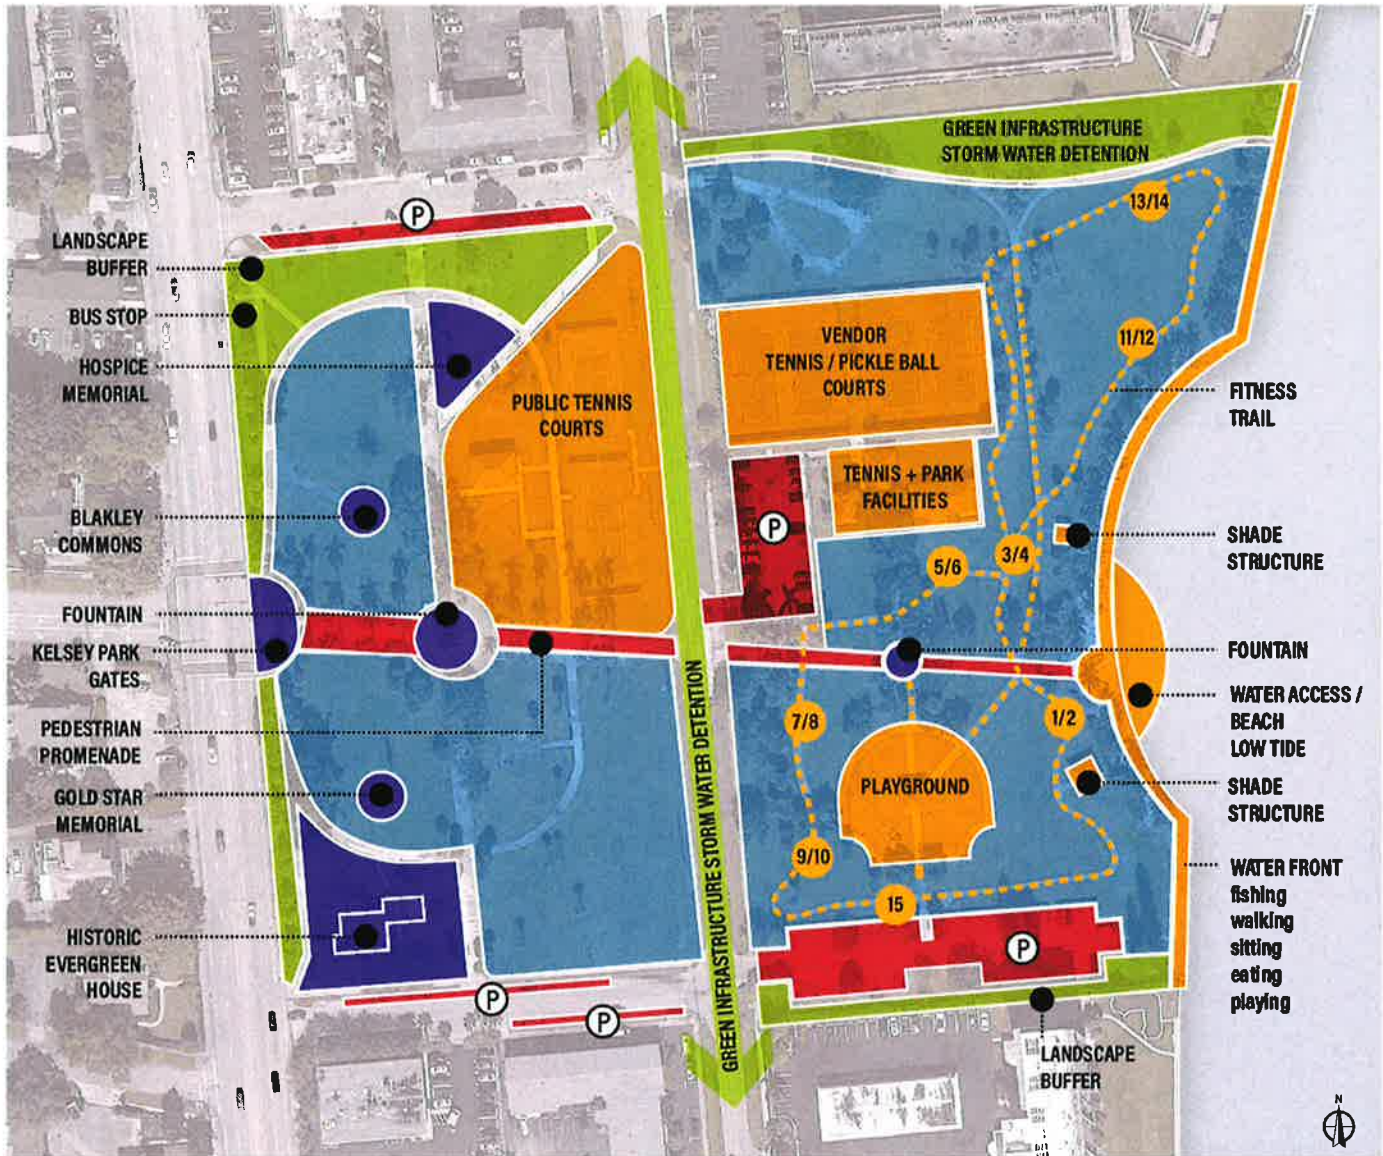 GREEN INFRASTRUCTURE
STORM WATER DETENTION
13/14
P
LANDSCAPE
BUFFER
BUS STOP
HOSPICE
MEMORIAL
VENDOR
TENNIS / PICKLE BALL
COURTS
11/12
FITNESS
TRAIL
PUBLIC TENNIS
COURTS
TENNIS + PARK
FACILITIES
BLAKLEY
COMMONS
P
SHADE
STRUCTURE
3/4
5/6
FOUNTAIN
KELSEY PARK
GATES
FOUNTAIN
WATER ACCESS /
BEACH
LOW TIDE
1/2
7/8
PEDESTRIAN
PROMENADE
PLAYGROUND
SHADE
STRUCTURE
GOLD STAR
MEMORIAL
9/10
GREEN INFRASTRUCTURE STORM WATER DETENTION
WATER FRONT
fishing
walking
sitting
eating
playing
15
HISTORIC
EVERGREEN
HOUSE
P
P
P
LANDSCAPE
BUFFER
N